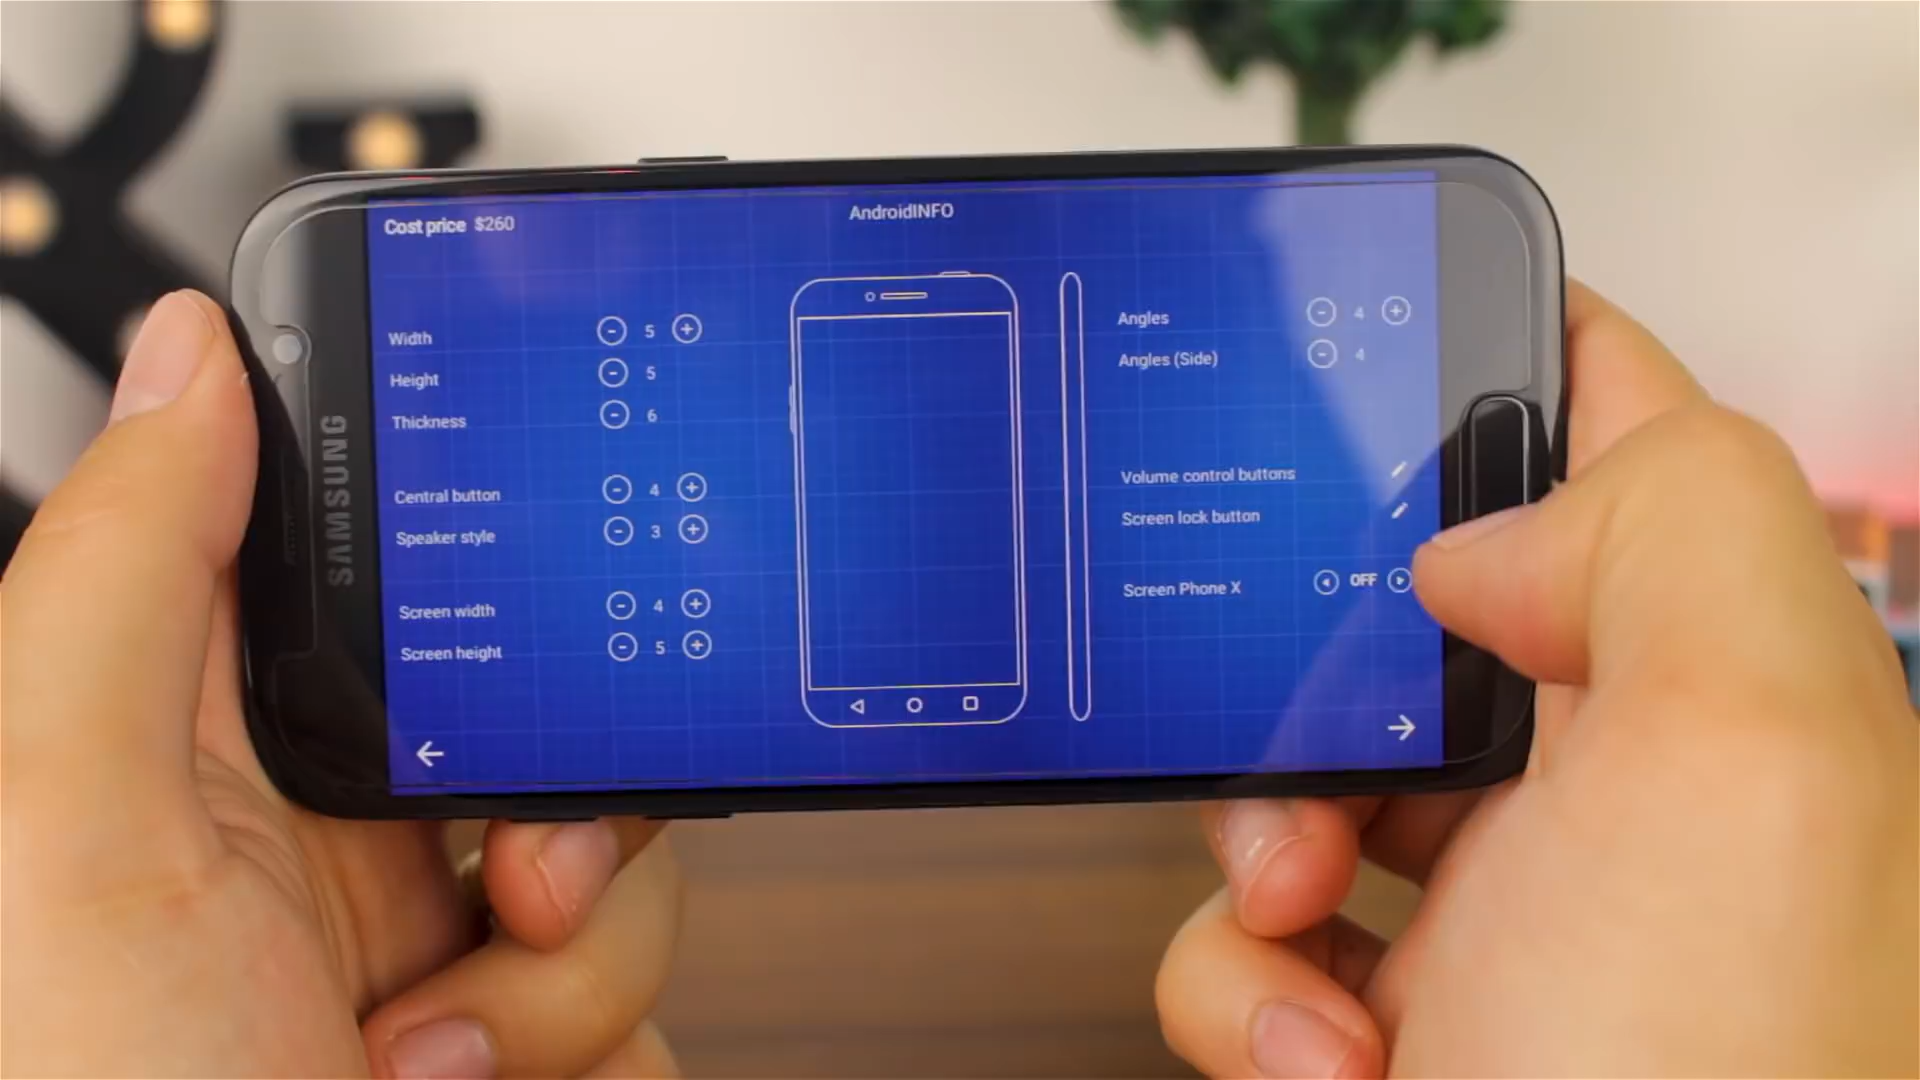 SAMSUNG
Cost price $260
AndroidINFO
Width 5
Height 5
Thickness 6
Central button 4
Speaker style 3
Screen width 4
Screen height 5
Angles 4
Angles (Side) 4
Volume control buttons
Screen lock button
Screen Phone X OFF